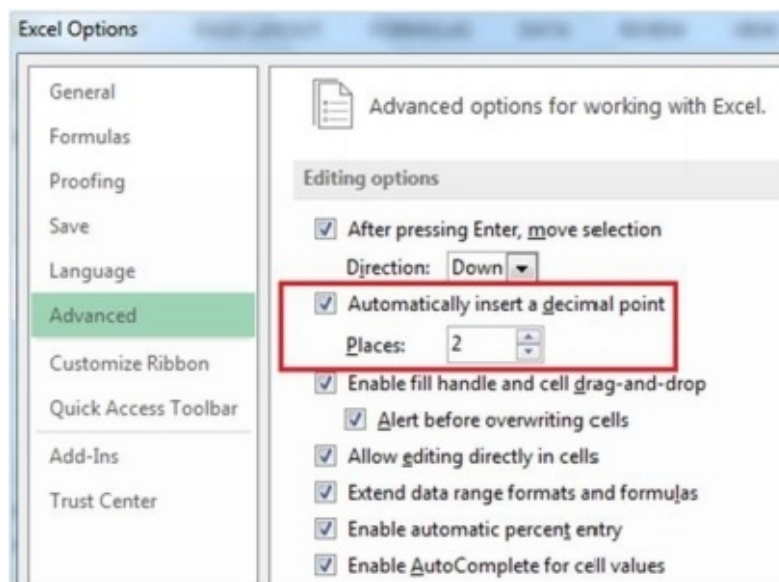 Excel Options
General
Formulas
Proofing
Save
Language
Advanced
Customize Ribbon
Quick Access Toolbar
Add-Ins
Trust Center
Advanced options for working with Excel.
Editing options
After pressing Enter, move selection
Direction: Down
Automatically insert a decimal point
Places: 2
Enable fill handle and cell drag-and-drop
Alert before overwriting cells
Allow editing directly in cells
Extend data range formats and formulas
Enable automatic percent entry
Enable AutoComplete for cell values